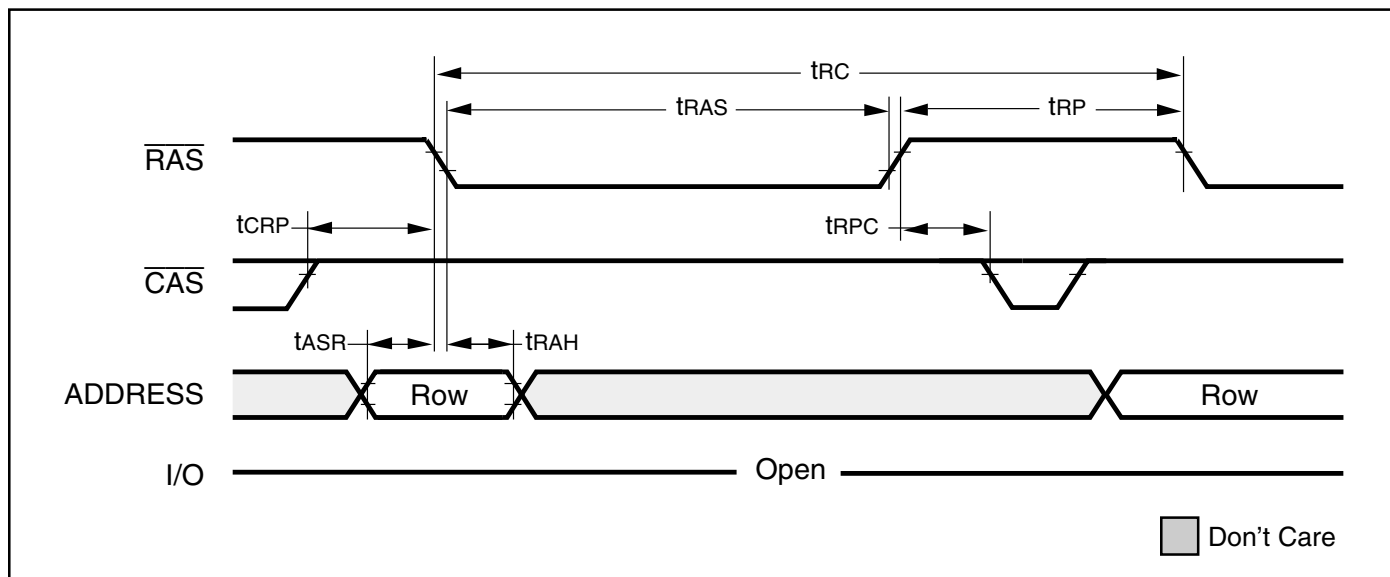 tRC
tRAS
tRP
RAS
tCRP
tRPC
CAS
tASR
tRAH
ADDRESS
Row
Row
I/O
Open
Don't Care